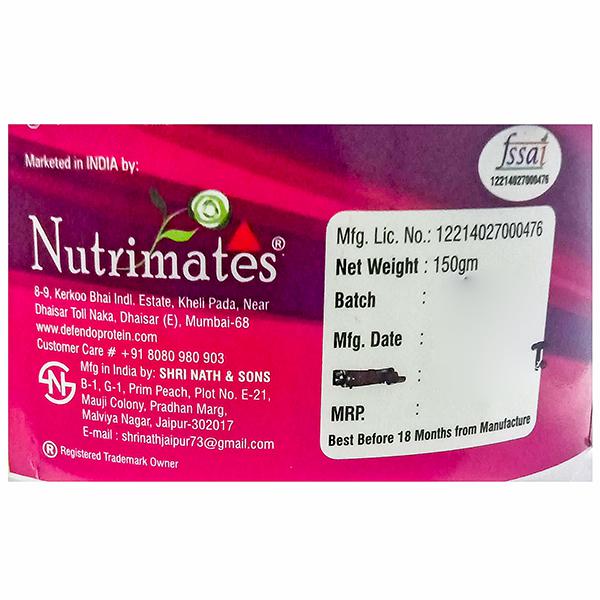 Marketed in INDIA by:
Nutrimates®
8-9, Kerkoo Bhai Indl. Estate, Kheli Pada, Near
Dhaisar Toll Naka, Dhaisar (E), Mumbai-68
www.defendoprotein.com
Customer Care # +91 8080 980 903
Mfg in India by: SHRI NATH & SONS
B-1, G-1, Prim Peach, Plot No. E-21,
Mauji Colony, Pradhan Marg,
Malviya Nagar, Jaipur-302017
E-mail : shrinathjaipur73@gmail.com
® Registered Trademark Owner
fssai
12214027000476
Mfg. Lic. No.: 12214027000476
Net Weight : 150gm
Batch :
Mfg. Date :
:
MRP. :
Best Before 18 Months from Manufacture